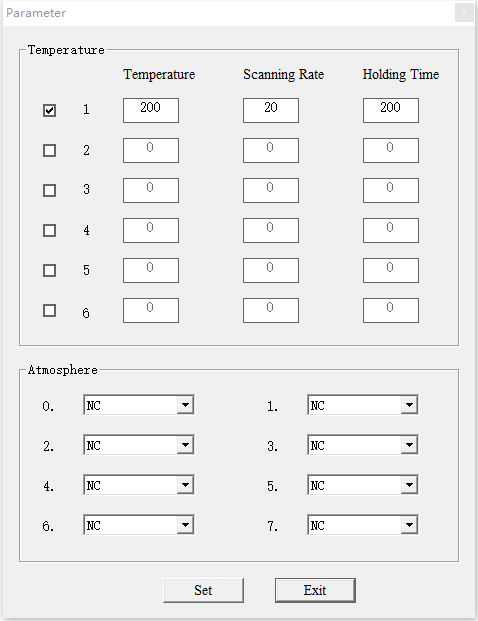 Parameter
Temperature
Temperature Scanning Rate Holding Time
1 200 20 200
2 0 0 0
3 0 0 0
4 0 0 0
5 0 0 0
6 0 0 0
Atmosphere
0. NC 1. NC
2. NC 3. NC
4. NC 5. NC
6. NC 7. NC
Set Exit